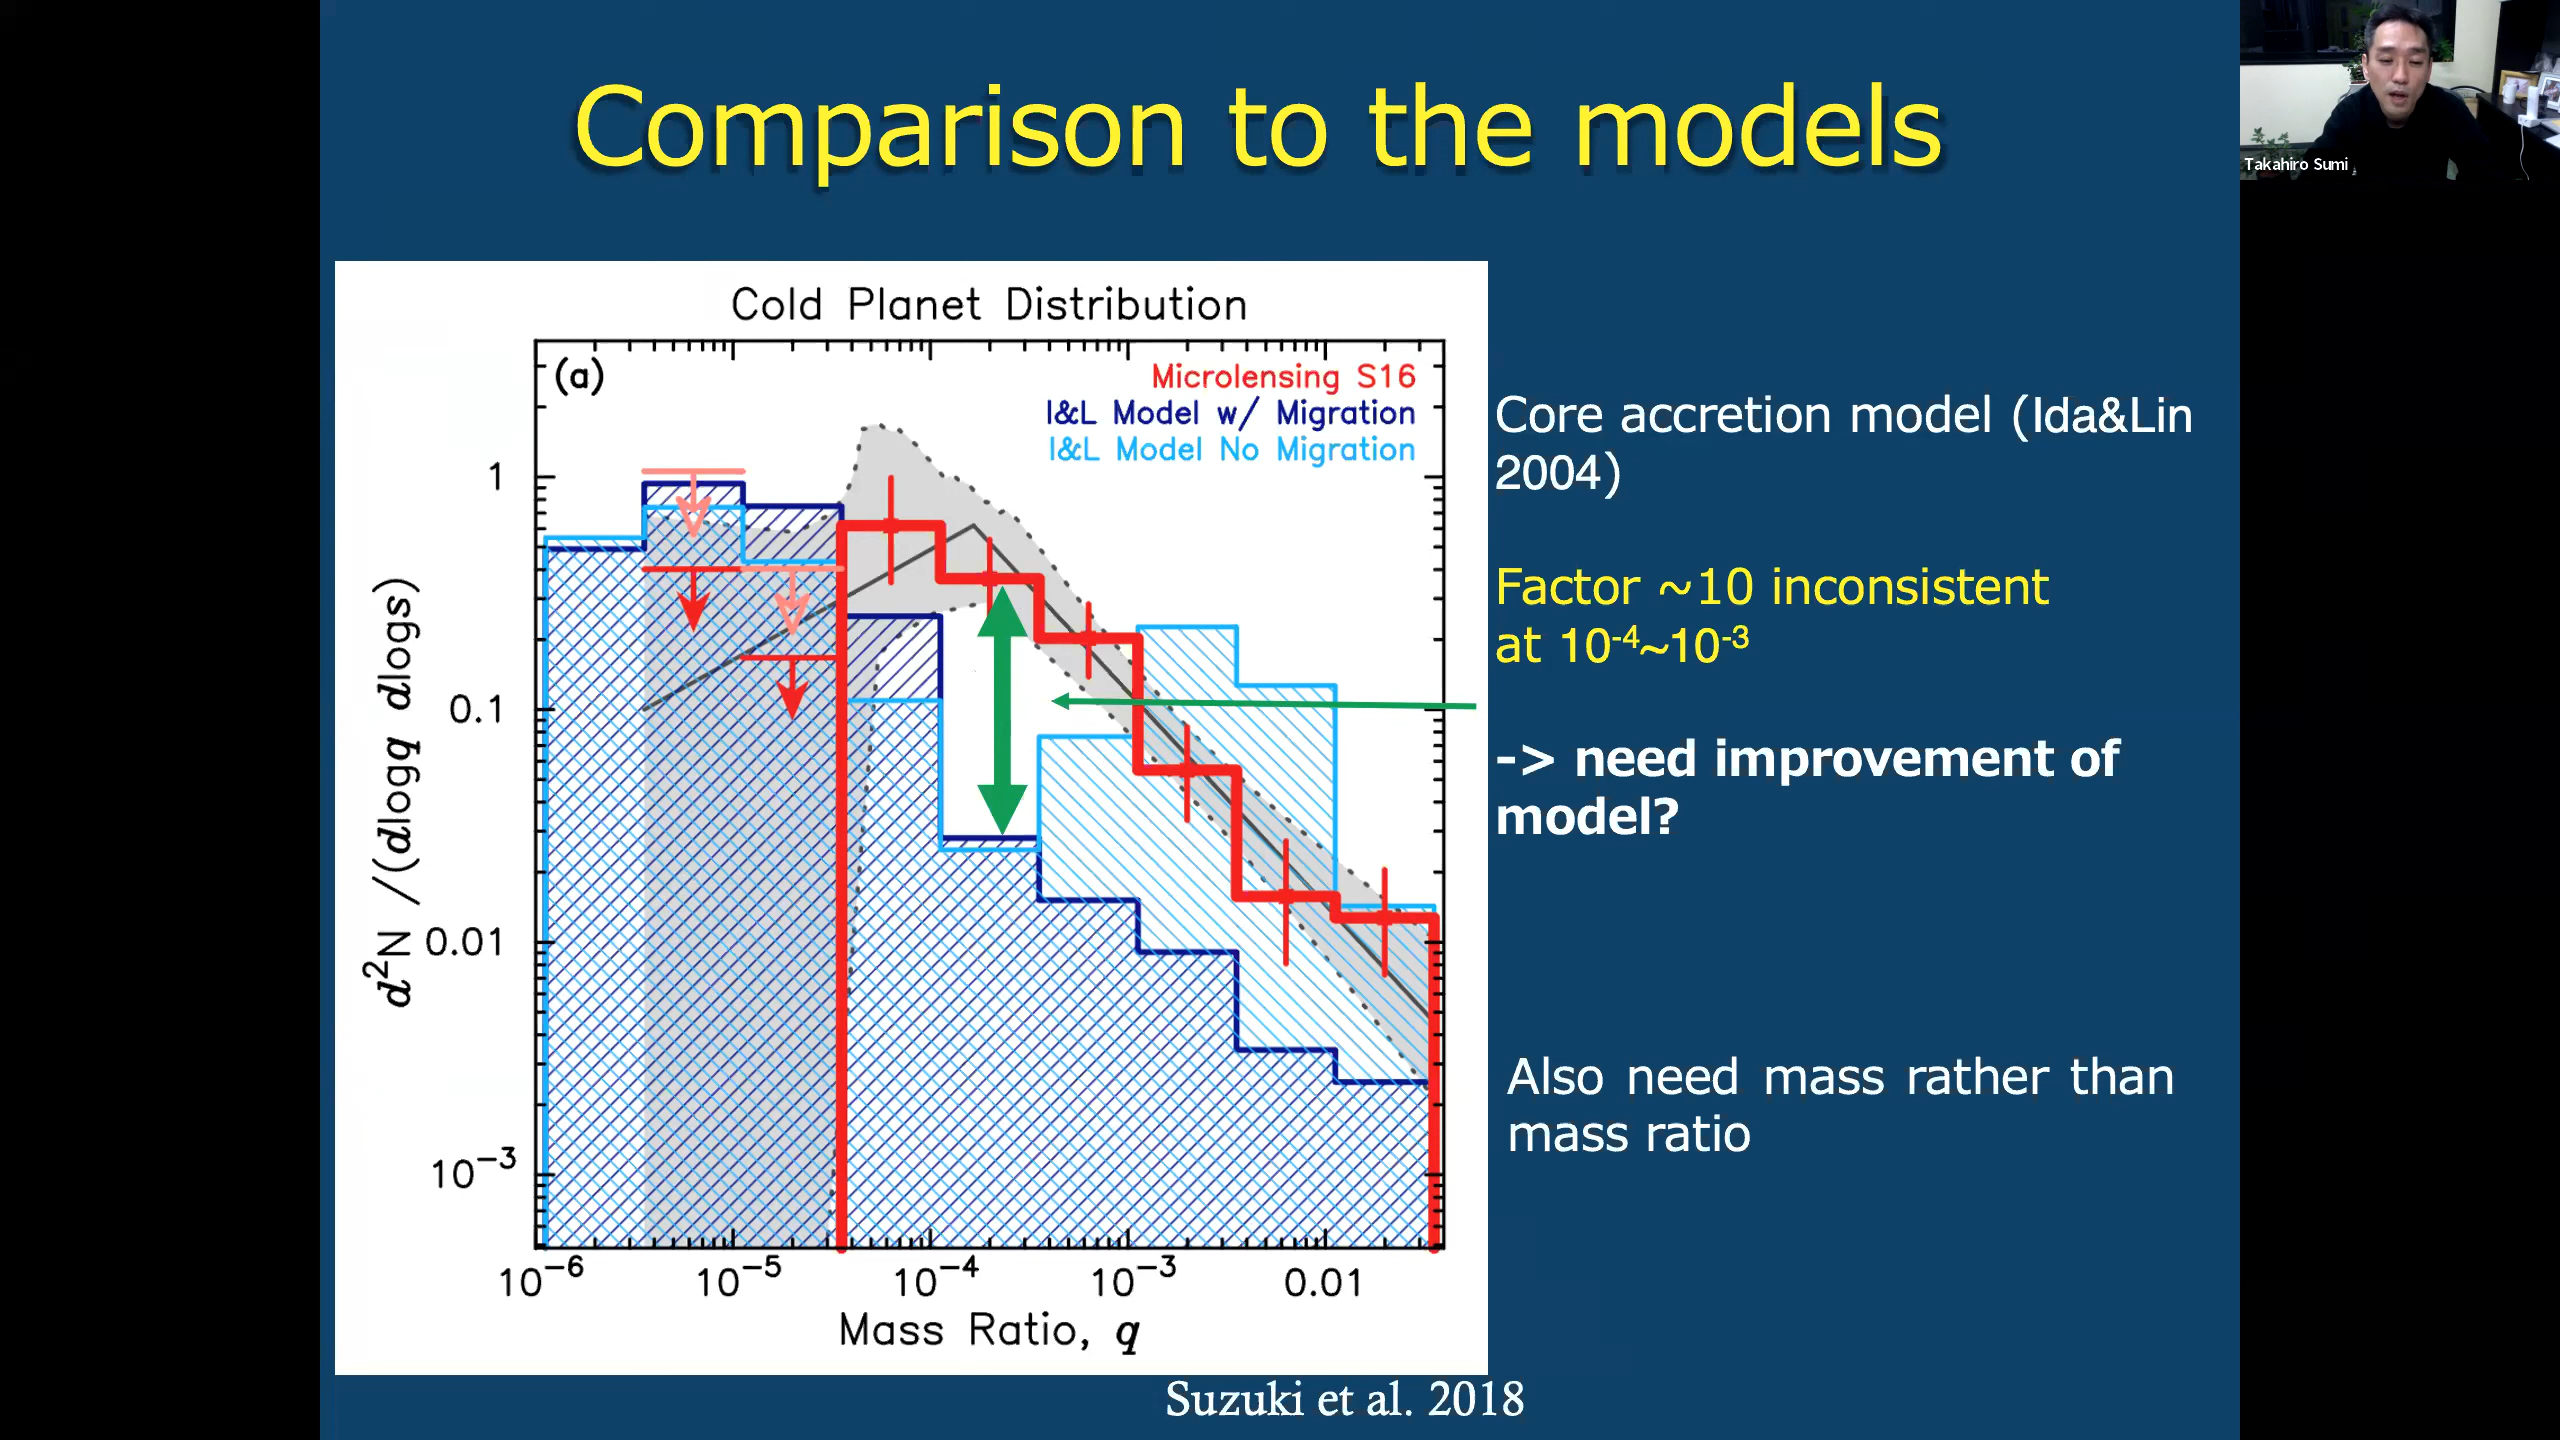 Comparison to the models
Takahiro Sumi
Cold Planet Distribution
(a)
Microlensing S16
I&L Model w/ Migration
I&L Model No Migration
1
0.1
0.01
10⁻³
d²N /(dlogq dlogs)
10⁻⁶ 10⁻⁵ 10⁻⁴ 10⁻³ 0.01
Mass Ratio, q
Core accretion model (Ida&Lin
2004)
Factor ~10 inconsistent
at 10⁻⁴~10⁻³
-> need improvement of
model?
Also need mass rather than
mass ratio
Suzuki et al. 2018